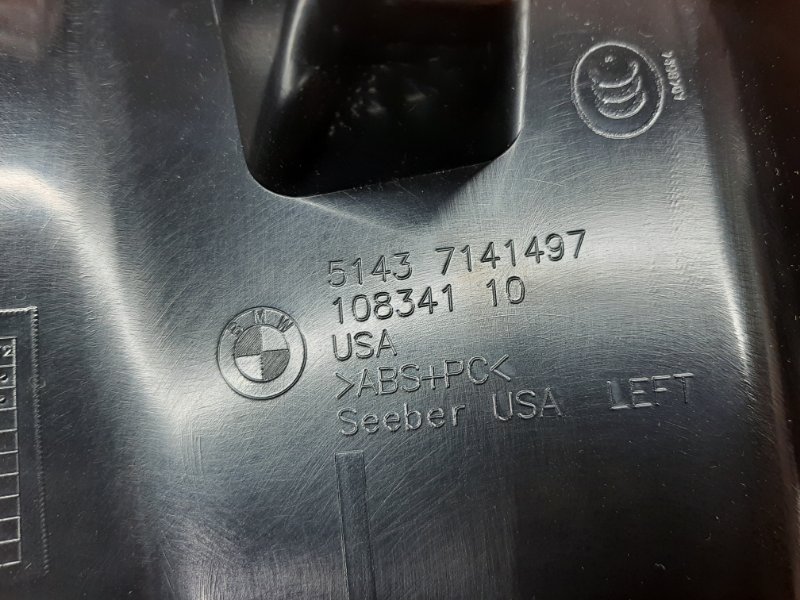 5143 7141497
108341 10
BMW
USA
>ABS+PC<
Seeber USA LEFT